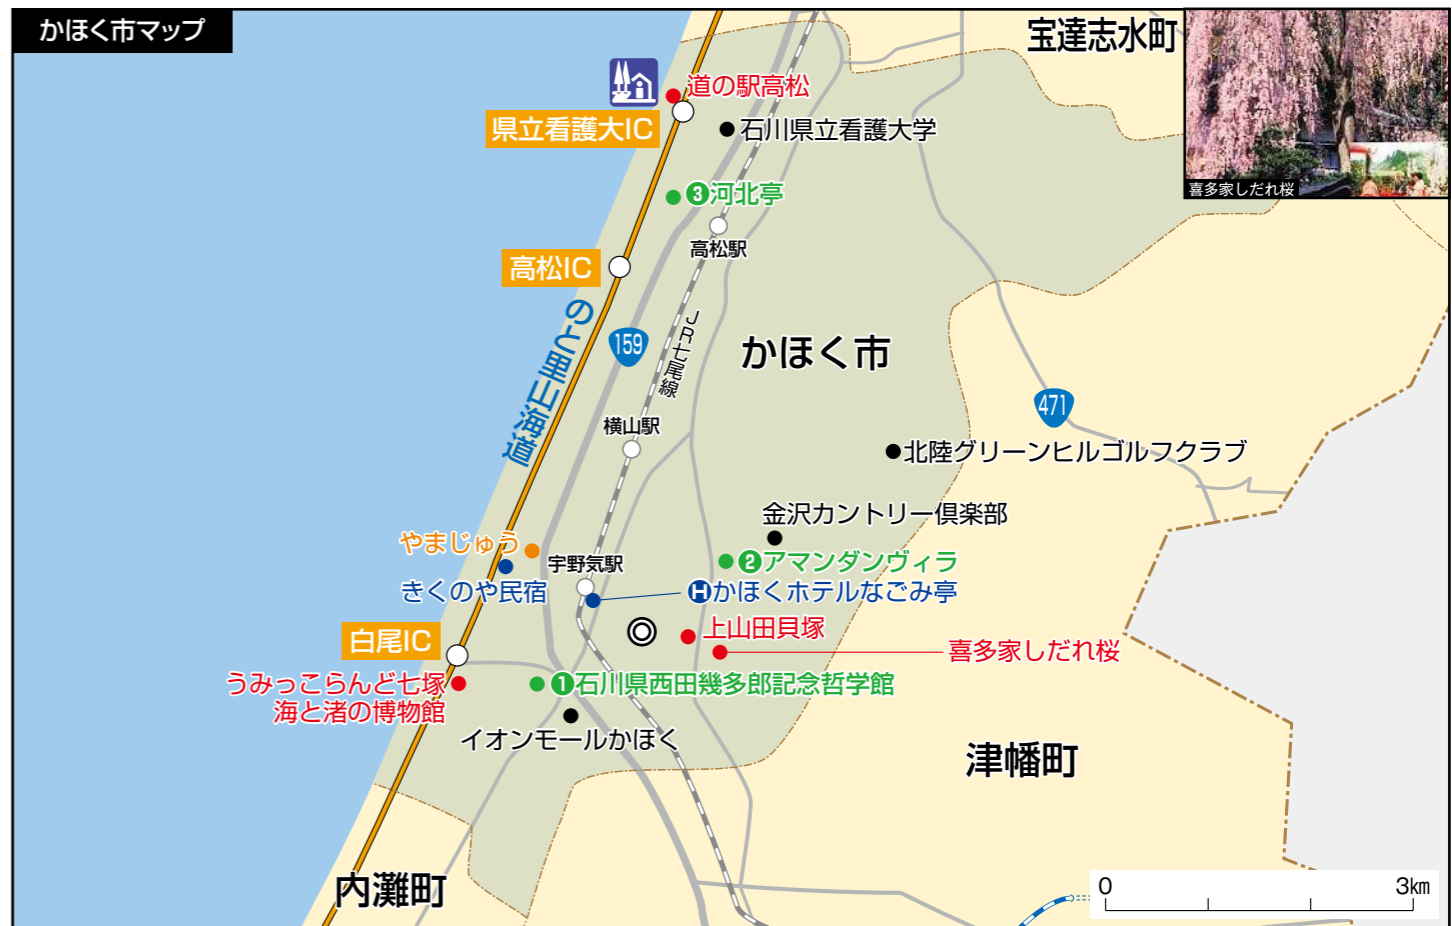 かほく市マップ
宝達志水町
喜多家しだれ桜
道の駅高松
県立看護大IC
石川県立看護大学
❸河北亭
高松駅
高松IC
のと里山海道
159
JR七尾線
かほく市
471
横山駅
北陸グリーンヒルゴルフクラブ
金沢カントリー倶楽部
やまじゅう
宇野気駅
❷アマンダンヴィラ
きくのや民宿
Hかほくホテルなごみ亭
白尾IC
上山田貝塚
喜多家しだれ桜
うみっこらんど七塚
海と渚の博物館
❶石川県西田幾多郎記念哲学館
イオンモールかほく
津幡町
内灘町
0 3km